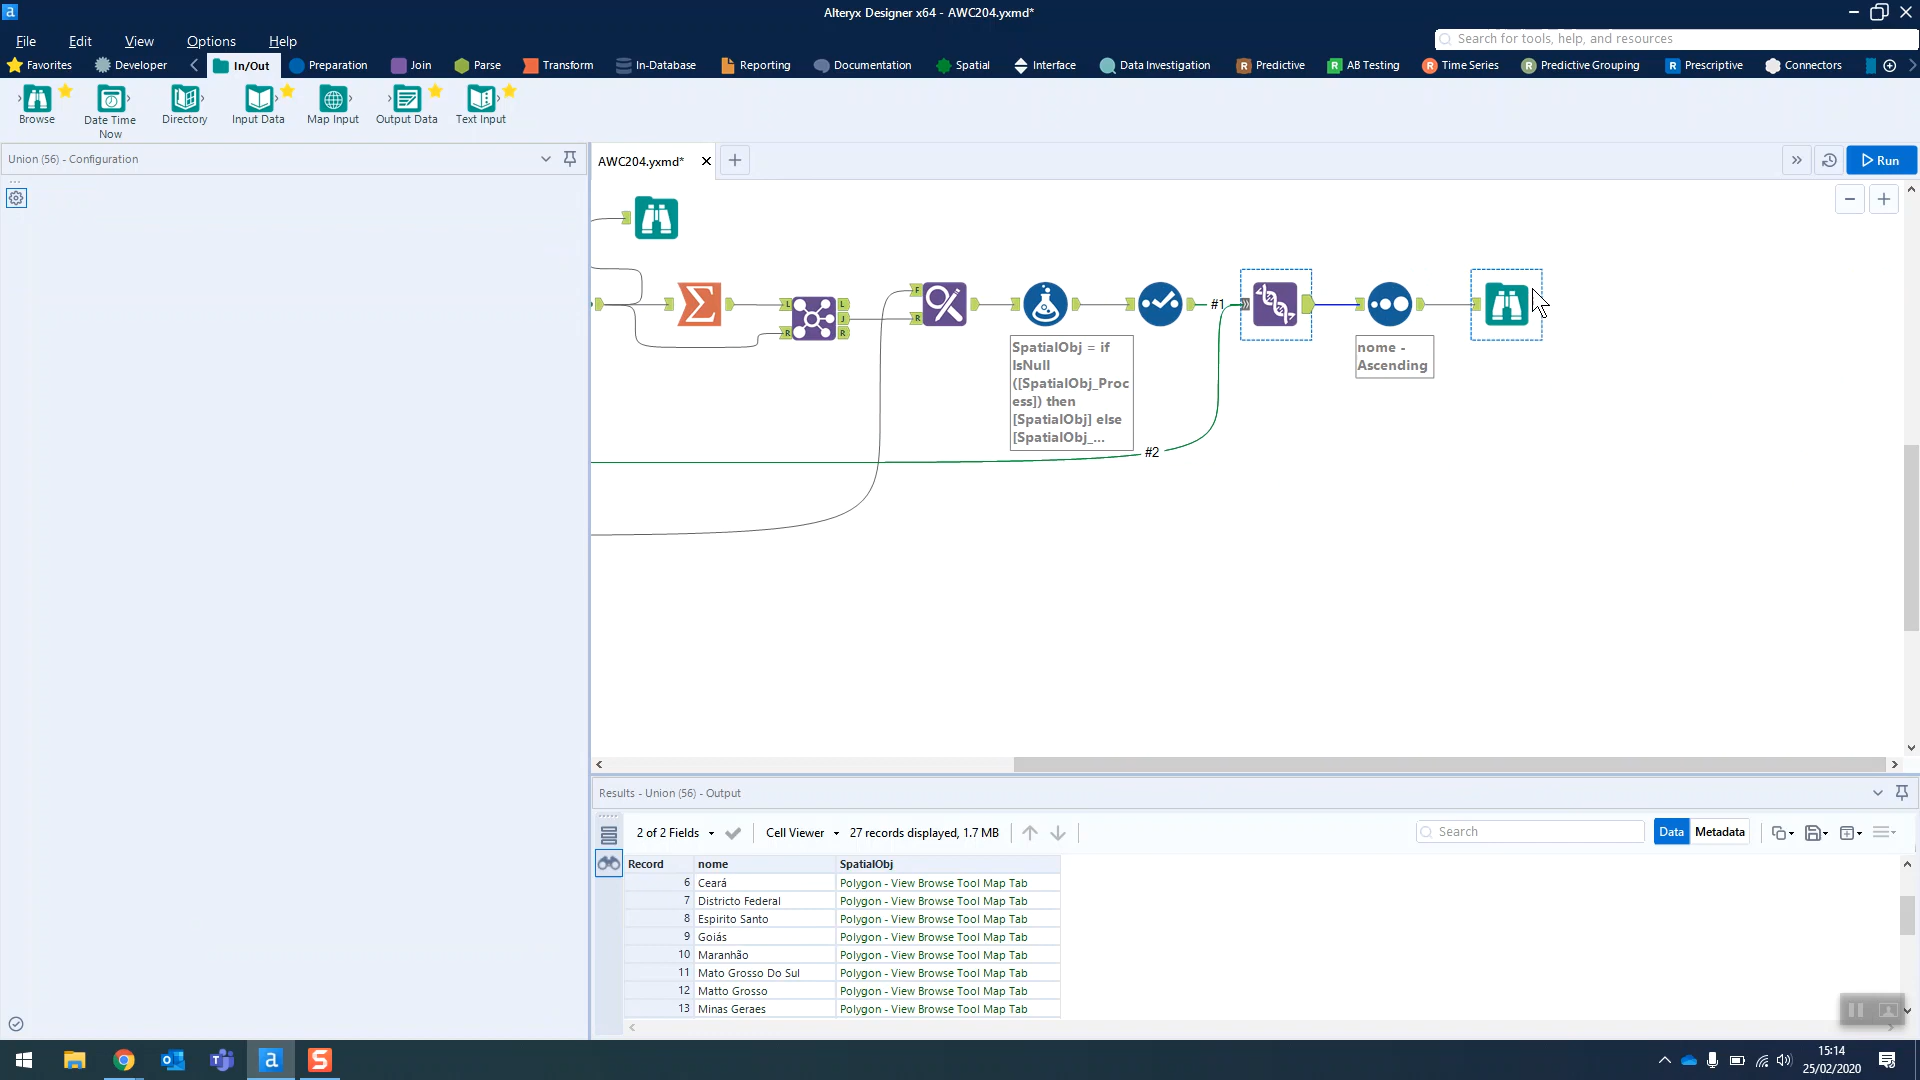 Alteryx Designer x64 - AWC204.yxmd*
File Edit View Options Help
Search for tools, help, and resources
Favorites Developer In/Out Preparation Join Parse Transform In-Database Reporting Documentation Spatial Interface Data Investigation Predictive AB Testing Time Series Predictive Grouping Prescriptive Connectors
Browse Date Time Now Directory Input Data Map Input Output Data Text Input
Union (56) - Configuration
AWC204.yxmd*
Run
L
J
R
L
R
F
R
#1
#2
SpatialObj = if
IsNull
([SpatialObj_Proc
ess]) then
[SpatialObj] else
[SpatialObj_...
nome -
Ascending
Results - Union (56) - Output
2 of 2 Fields Cell Viewer 27 records displayed, 1.7 MB Search Data Metadata
Record nome SpatialObj
6 Ceará Polygon - View Browse Tool Map Tab
7 Districto Federal Polygon - View Browse Tool Map Tab
8 Espirito Santo Polygon - View Browse Tool Map Tab
9 Goiás Polygon - View Browse Tool Map Tab
10 Maranhão Polygon - View Browse Tool Map Tab
11 Mato Grosso Do Sul Polygon - View Browse Tool Map Tab
12 Matto Grosso Polygon - View Browse Tool Map Tab
13 Minas Geraes Polygon - View Browse Tool Map Tab
15:14
25/02/2020